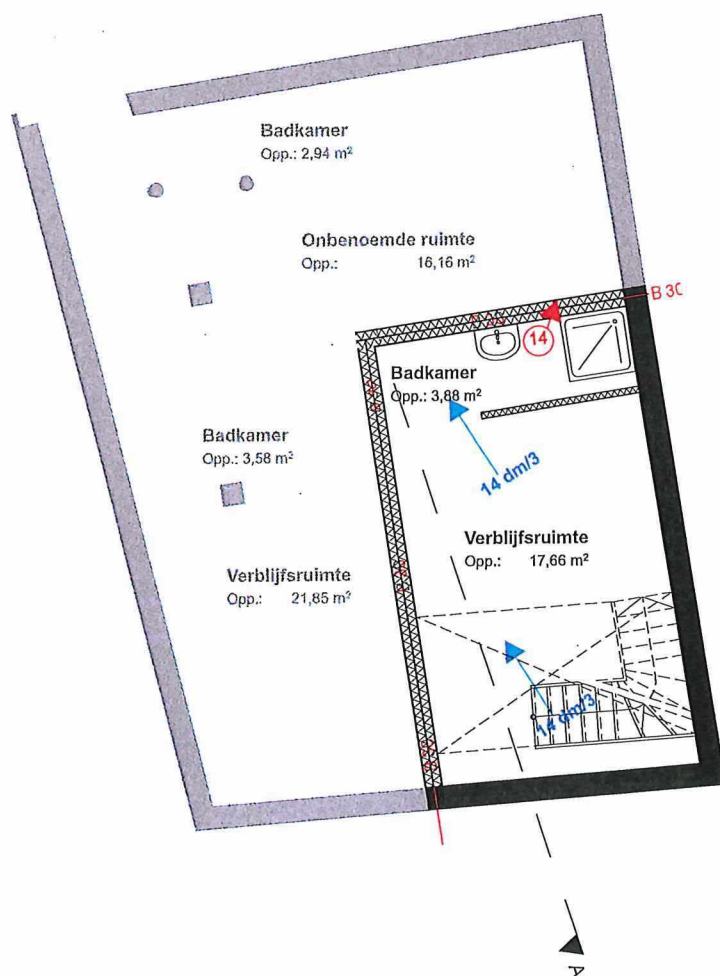 Badkamer
Opp.: 2,94 m²
Onbenoemde ruimte
Opp.: 16,16 m²
B 30
14
Badkamer
Opp.: 3,88 m²
Badkamer
Opp.: 3,58 m²
14 dm/3
Verblijfsruimte
Opp.: 17,66 m²
Verblijfsruimte
Opp.: 21,85 m²
14 dm/3
A